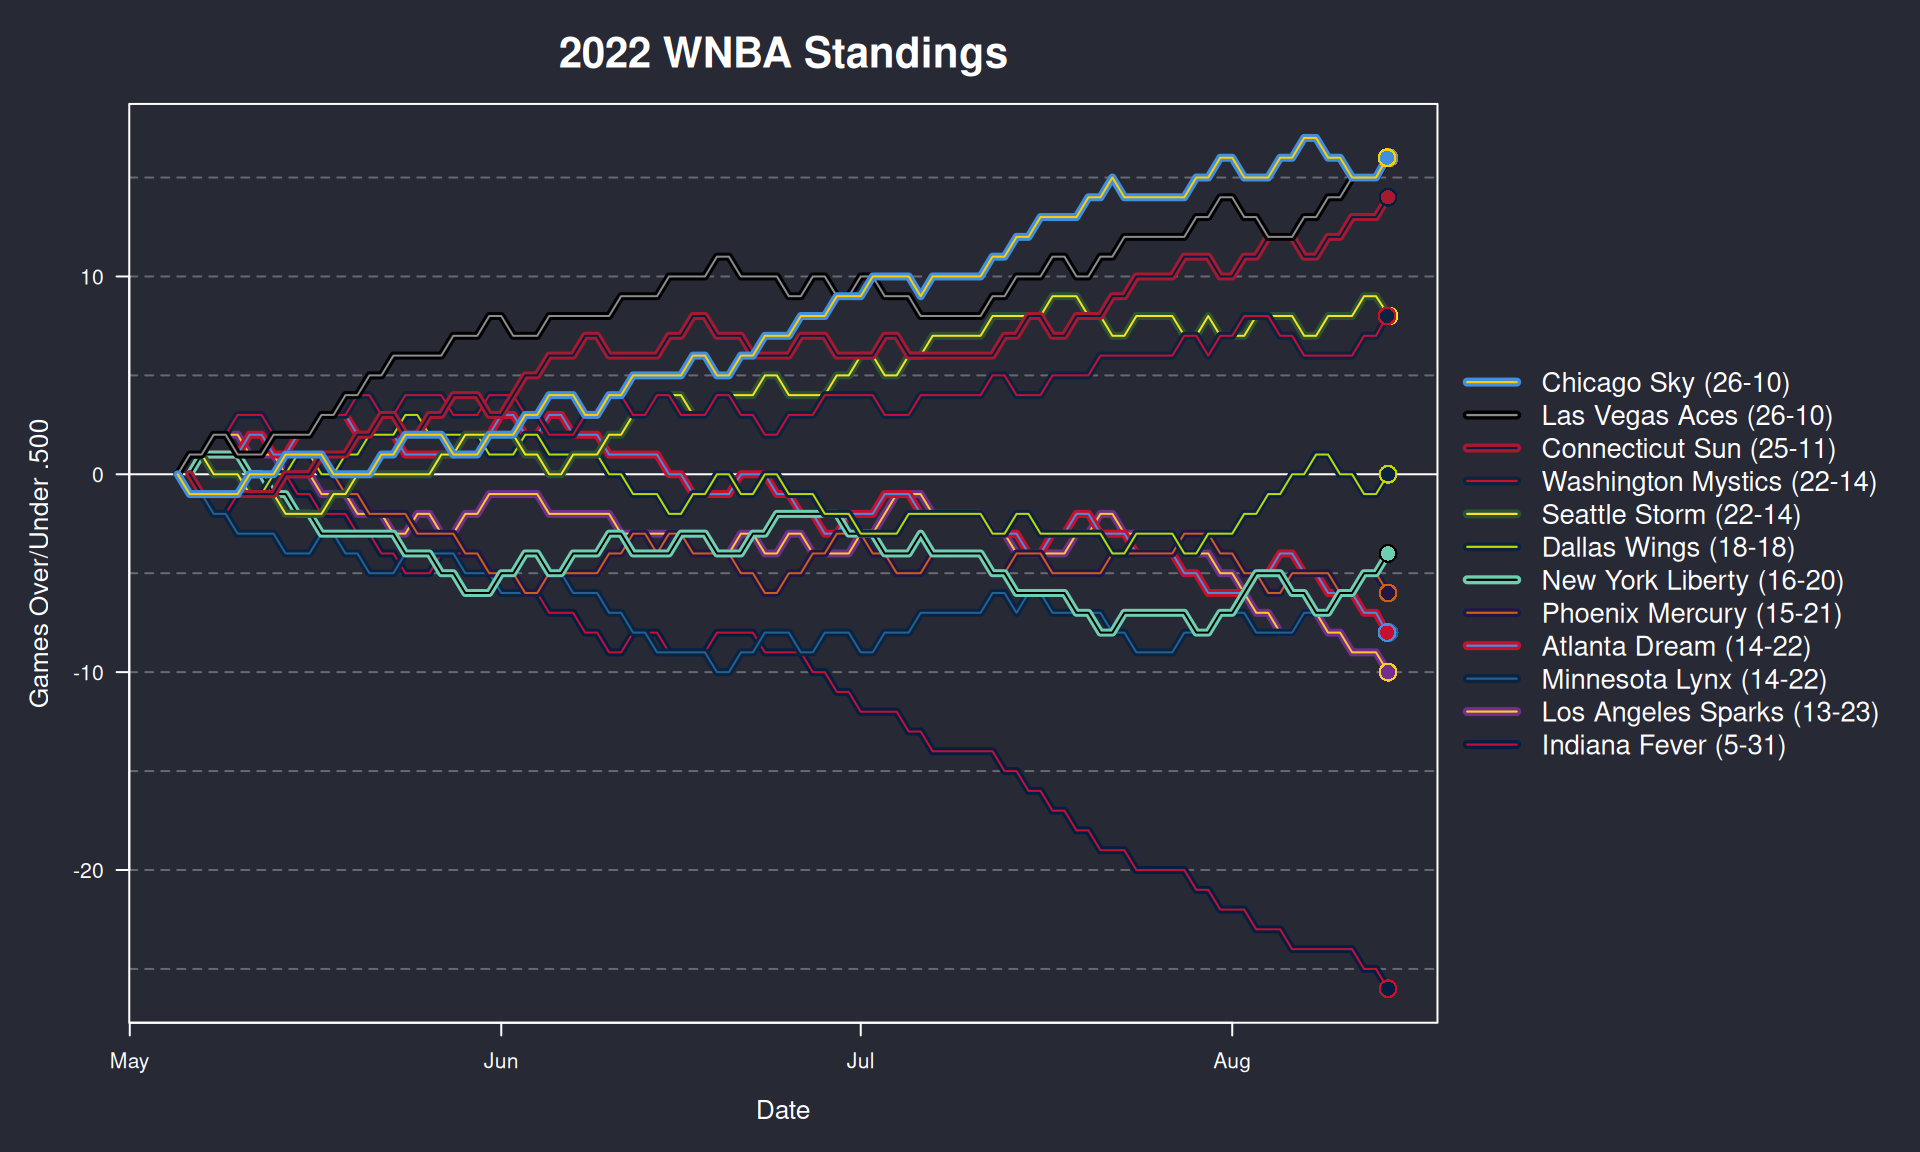 2022 WNBA Standings
Games Over/Under .500
10
0
-10
-20
May
Jun
Jul
Aug
Date
Chicago Sky (26-10)
Las Vegas Aces (26-10)
Connecticut Sun (25-11)
Washington Mystics (22-14)
Seattle Storm (22-14)
Dallas Wings (18-18)
New York Liberty (16-20)
Phoenix Mercury (15-21)
Atlanta Dream (14-22)
Minnesota Lynx (14-22)
Los Angeles Sparks (13-23)
Indiana Fever (5-31)